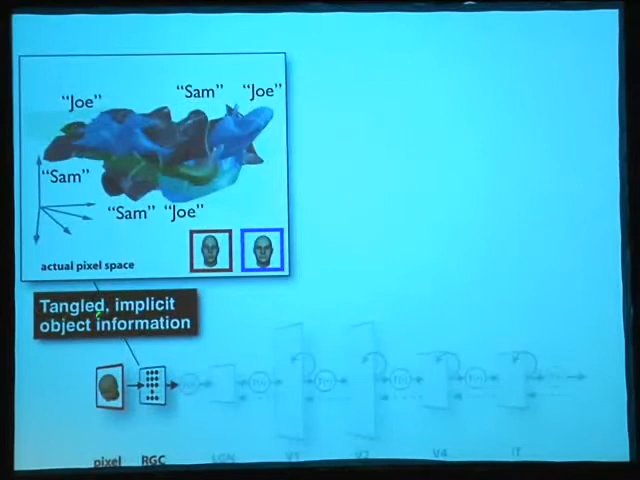 "Sam" "Joe"
"Joe"
"Sam"
"Sam" "Joe"
actual pixel space
Tangled, implicit
object information
pixel RGC LGN V1 V2 V4 IT